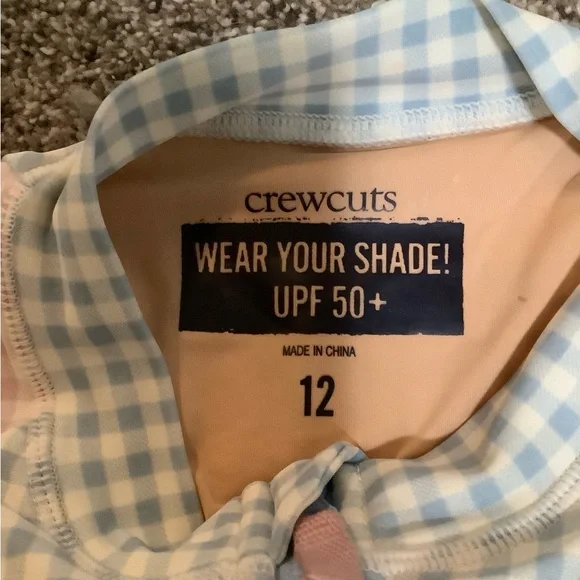 crewcuts
WEAR YOUR SHADE!
UPF 50+
MADE IN CHINA
12